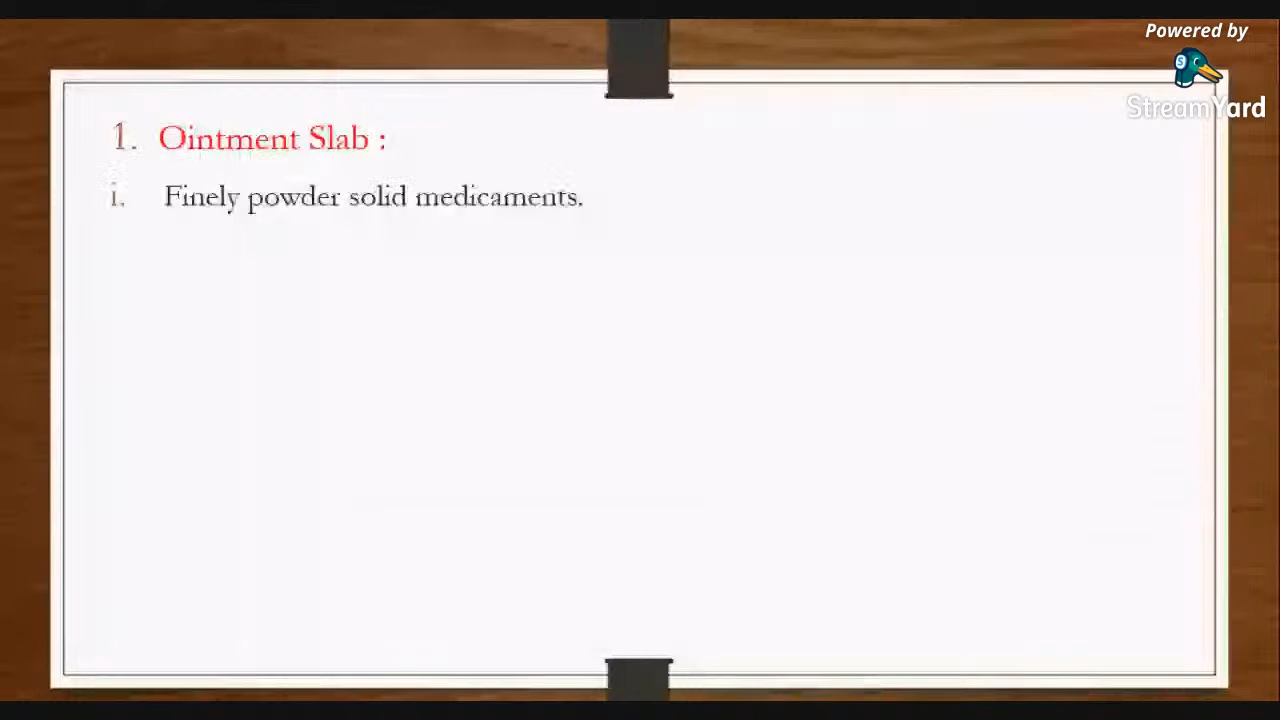 Powered by
StreamYard
1. Ointment Slab :
i. Finely powder solid medicaments.